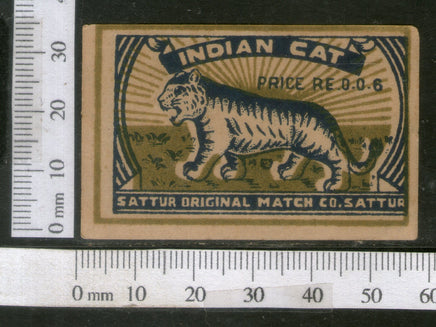 INDIAN CAT
PRICE RE.0.0.6
SATTUR ORIGINAL MATCH CO. SATTUR
30
20
10
0 mm
0 mm 10 20 30 40 50 60